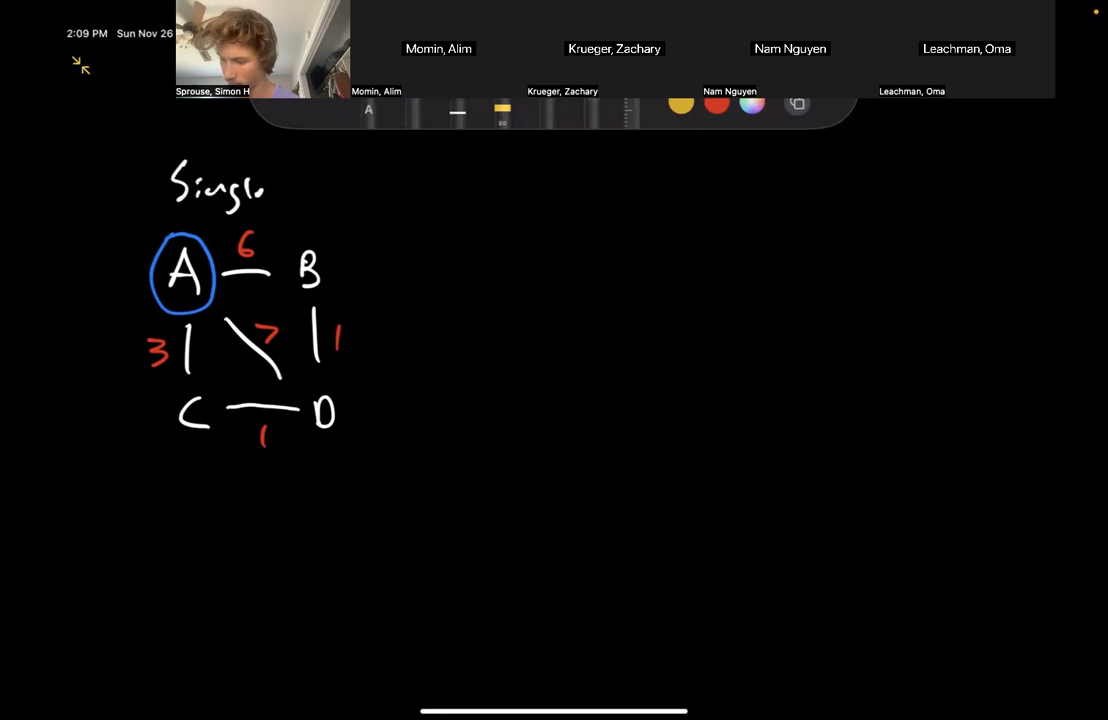 2:09 PM Sun Nov 26
Momin, Alim
Krueger, Zachary
Nam Nguyen
Leachman, Oma
Sprouse, Simon H
Momin, Alim
Krueger, Zachary
Nam Nguyen
Leachman, Oma
A
80
Single
A 6 B
3 7 1
C D
1